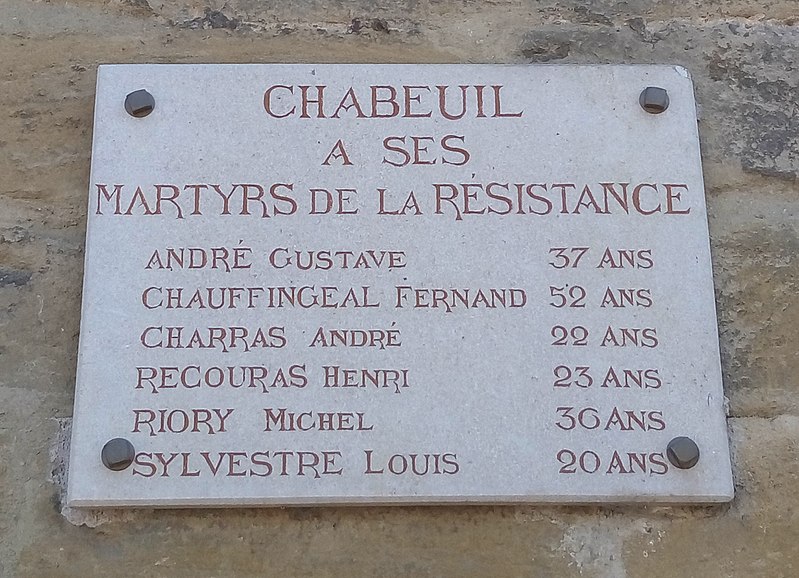 CHABEUIL
A SES
MARTYRS DE LA RÉSISTANCE
ANDRÉ GUSTAVE 37 ANS
CHAUFFINGEAL FERNAND 52 ANS
CHARRAS ANDRÉ 22 ANS
RECOURAS HENRI 23 ANS
RIORY MICHEL 36 ANS
SYLVESTRE LOUIS 20 ANS